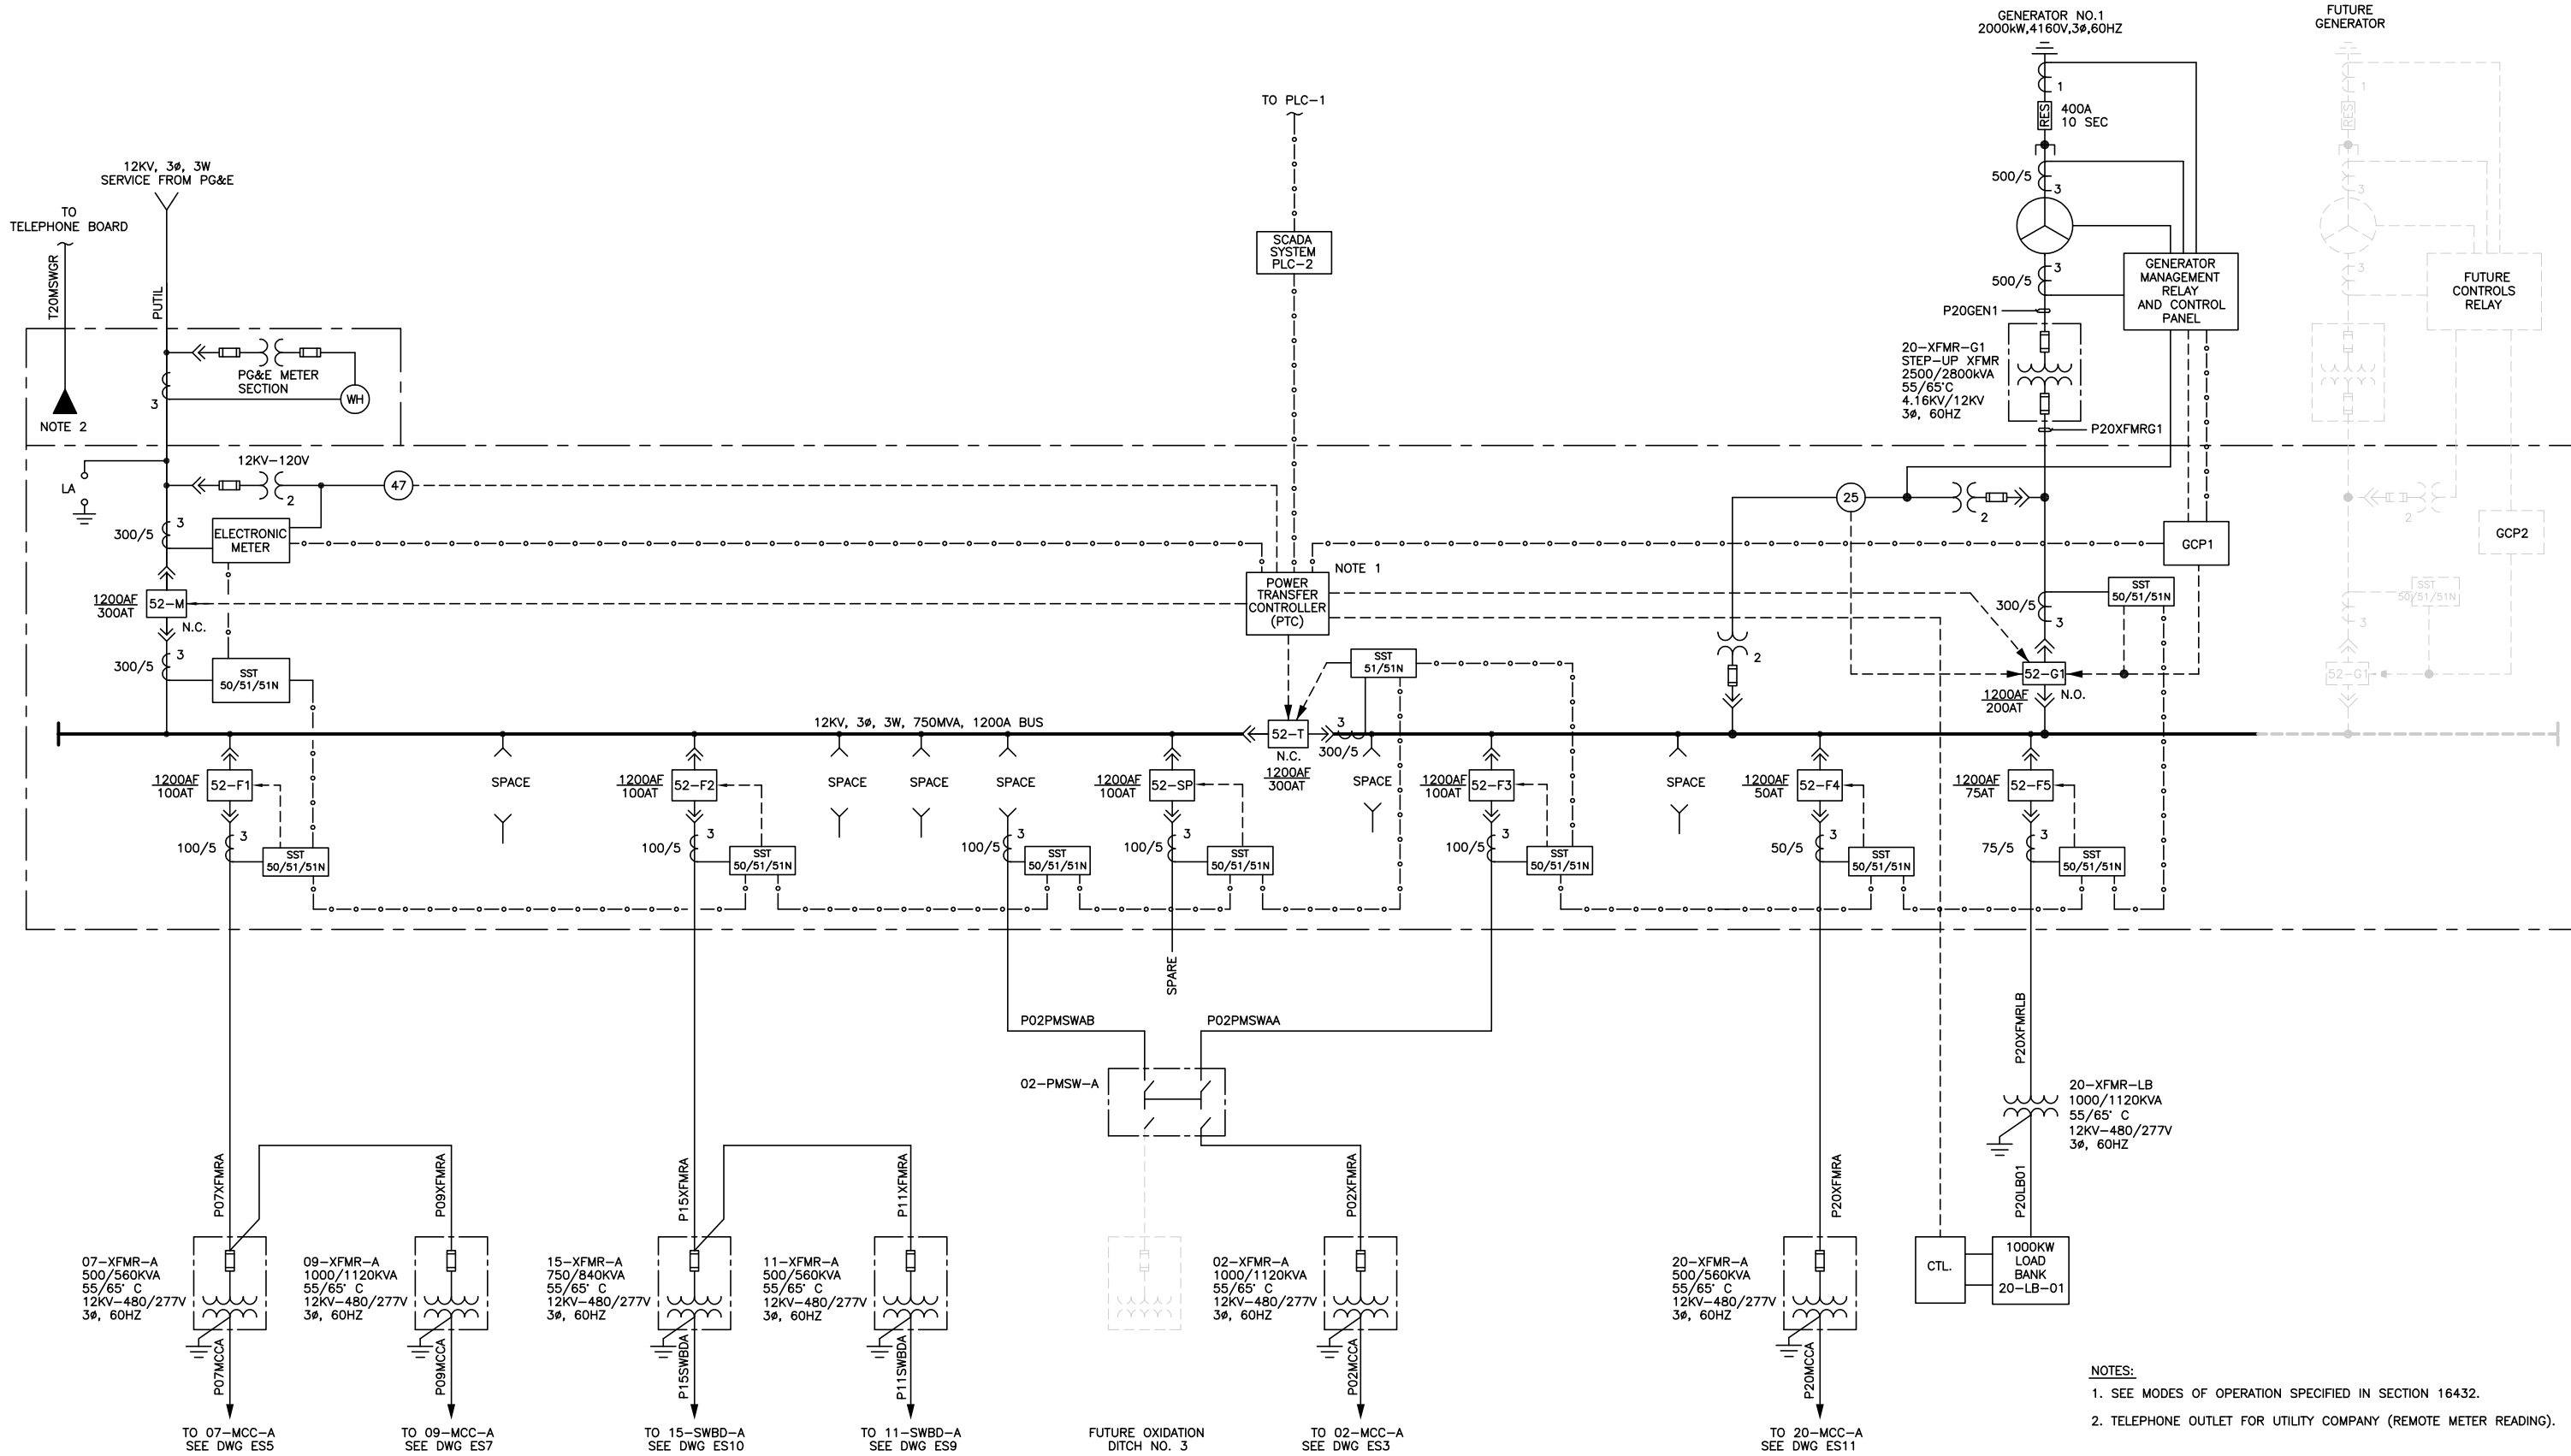 GENERATOR NO.1
2000kW,4160V,3ø,60HZ
FUTURE
GENERATOR
1
RES
400A
10 SEC
1
RES
TO PLC-1
12KV, 3ø, 3W
SERVICE FROM PG&E
TO
TELEPHONE BOARD
T20MSWGR
PUTIL
500/5
3
3
SCADA
SYSTEM
PLC-2
500/5
3
3
GENERATOR
MANAGEMENT
RELAY
AND CONTROL
PANEL
FUTURE
CONTROLS
RELAY
P20GEN1
20-XFMR-G1
STEP-UP XFMR
2500/2800kVA
55/65°C
4.16KV/12KV
3ø, 60HZ
P20XFMRG1
PG&E METER
SECTION
WH
3
NOTE 2
12KV-120V
LA
2
47
25
2
2
300/5
3
ELECTRONIC
METER
GCP1
GCP2
POWER
TRANSFER
CONTROLLER
(PTC)
NOTE 1
1200AF
300AT
52-M
N.C.
300/5
3
SST
50/51/51N
300/5
3
SST
50/51/51N
SST
50/51/51N
3
SST
51/51N
2
52-G1
1200AF
200AT
N.O.
52-G1
12KV, 3ø, 3W, 750MVA, 1200A BUS
52-T
3
300/5
N.C.
1200AF
300AT
1200AF
100AT
52-F1
SPACE
1200AF
100AT
52-F2
SPACE
SPACE
SPACE
1200AF
100AT
52-SP
SPACE
1200AF
100AT
52-F3
SPACE
1200AF
50AT
52-F4
1200AF
75AT
52-F5
100/5
3
SST
50/51/51N
100/5
3
SST
50/51/51N
100/5
3
SST
50/51/51N
100/5
3
SST
50/51/51N
100/5
3
SST
50/51/51N
50/5
3
SST
50/51/51N
75/5
3
SST
50/51/51N
SPARE
P02PMSWAB
P02PMSWAA
02-PMSW-A
P20XFMRLB
20-XFMR-LB
1000/1120KVA
55/65° C
12KV-480/277V
3ø, 60HZ
P20LB01
P07XFMRA
P09XFMRA
P15XFMRA
P11XFMRA
P02XFMRA
P20XFMRA
07-XFMR-A
500/560KVA
55/65° C
12KV-480/277V
3ø, 60HZ
09-XFMR-A
1000/1120KVA
55/65° C
12KV-480/277V
3ø, 60HZ
15-XFMR-A
750/840KVA
55/65° C
12KV-480/277V
3ø, 60HZ
11-XFMR-A
500/560KVA
55/65° C
12KV-480/277V
3ø, 60HZ
02-XFMR-A
1000/1120KVA
55/65° C
12KV-480/277V
3ø, 60HZ
20-XFMR-A
500/560KVA
55/65° C
12KV-480/277V
3ø, 60HZ
CTL.
1000KW
LOAD
BANK
20-LB-01
P07MCCA
P09MCCA
P15SWBDA
P11SWBDA
P02MCCA
P20MCCA
TO 07-MCC-A
SEE DWG ES5
TO 09-MCC-A
SEE DWG ES7
TO 15-SWBD-A
SEE DWG ES10
TO 11-SWBD-A
SEE DWG ES9
FUTURE OXIDATION
DITCH NO. 3
TO 02-MCC-A
SEE DWG ES3
TO 20-MCC-A
SEE DWG ES11
NOTES:
1. SEE MODES OF OPERATION SPECIFIED IN SECTION 16432.
2. TELEPHONE OUTLET FOR UTILITY COMPANY (REMOTE METER READING).